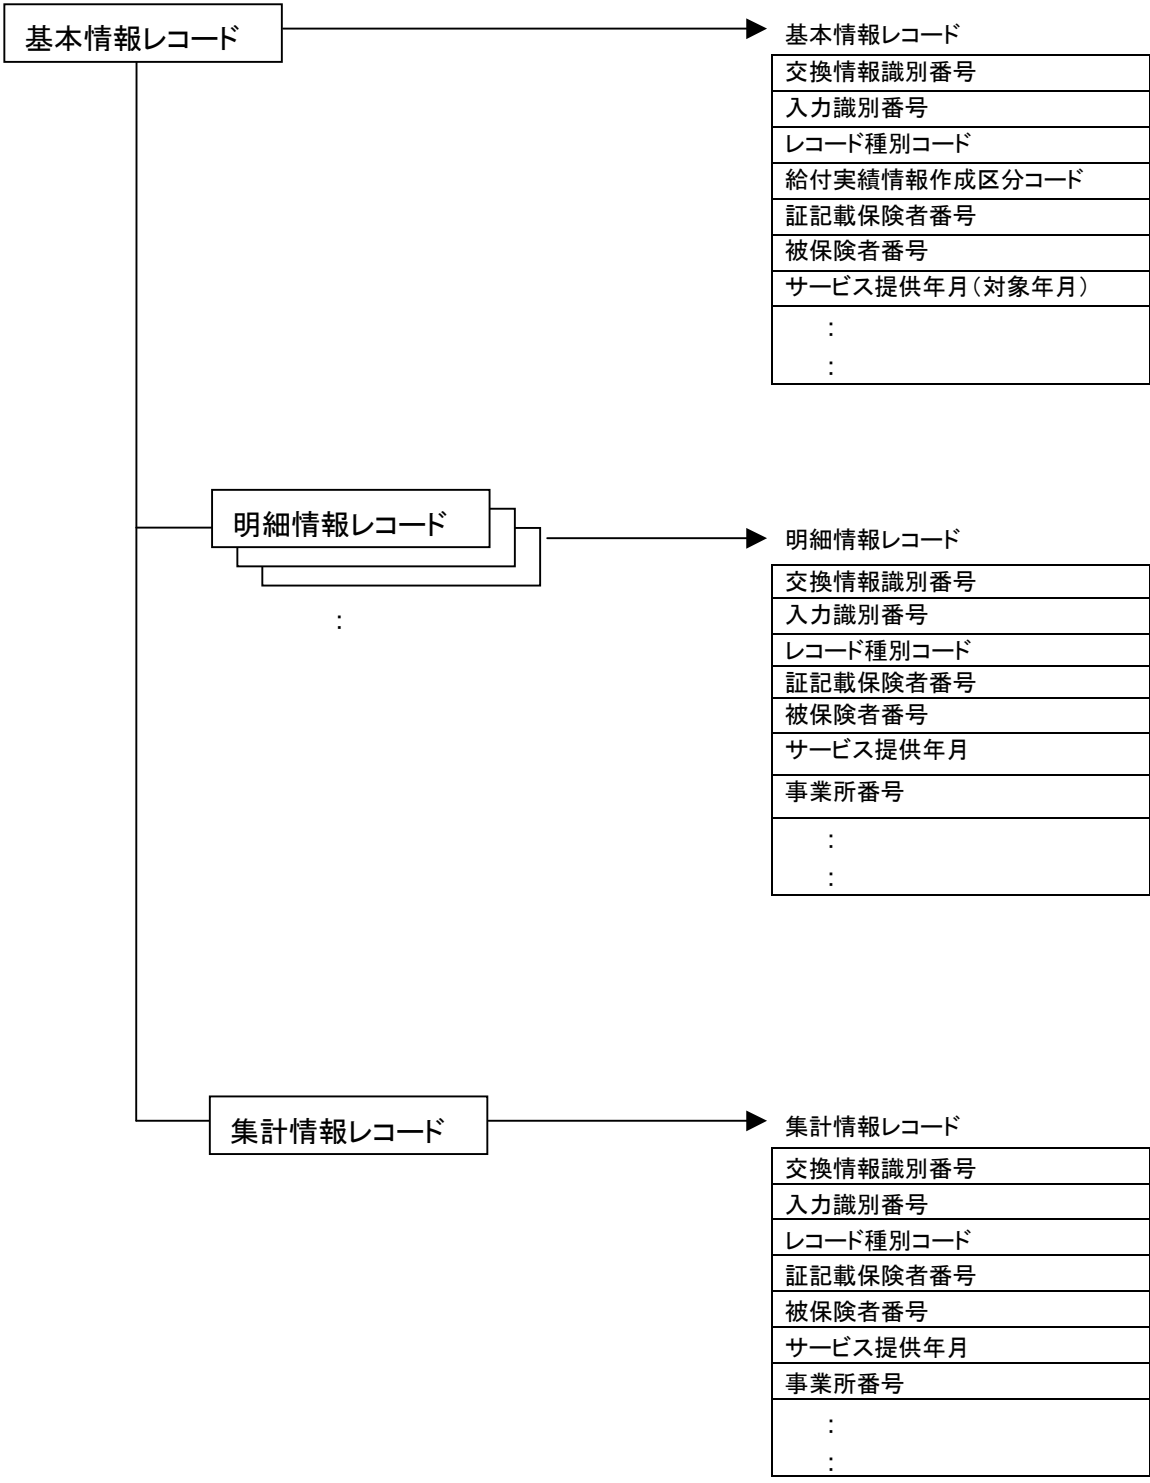 基本情報レコード
基本情報レコード
交換情報識別番号
入力識別番号
レコード種別コード
給付実績情報作成区分コード
証記載保険者番号
被保険者番号
サービス提供年月（対象年月）
：
：
明細情報レコード
：
明細情報レコード
交換情報識別番号
入力識別番号
レコード種別コード
証記載保険者番号
被保険者番号
サービス提供年月
事業所番号
：
：
集計情報レコード
集計情報レコード
交換情報識別番号
入力識別番号
レコード種別コード
証記載保険者番号
被保険者番号
サービス提供年月
事業所番号
：
：